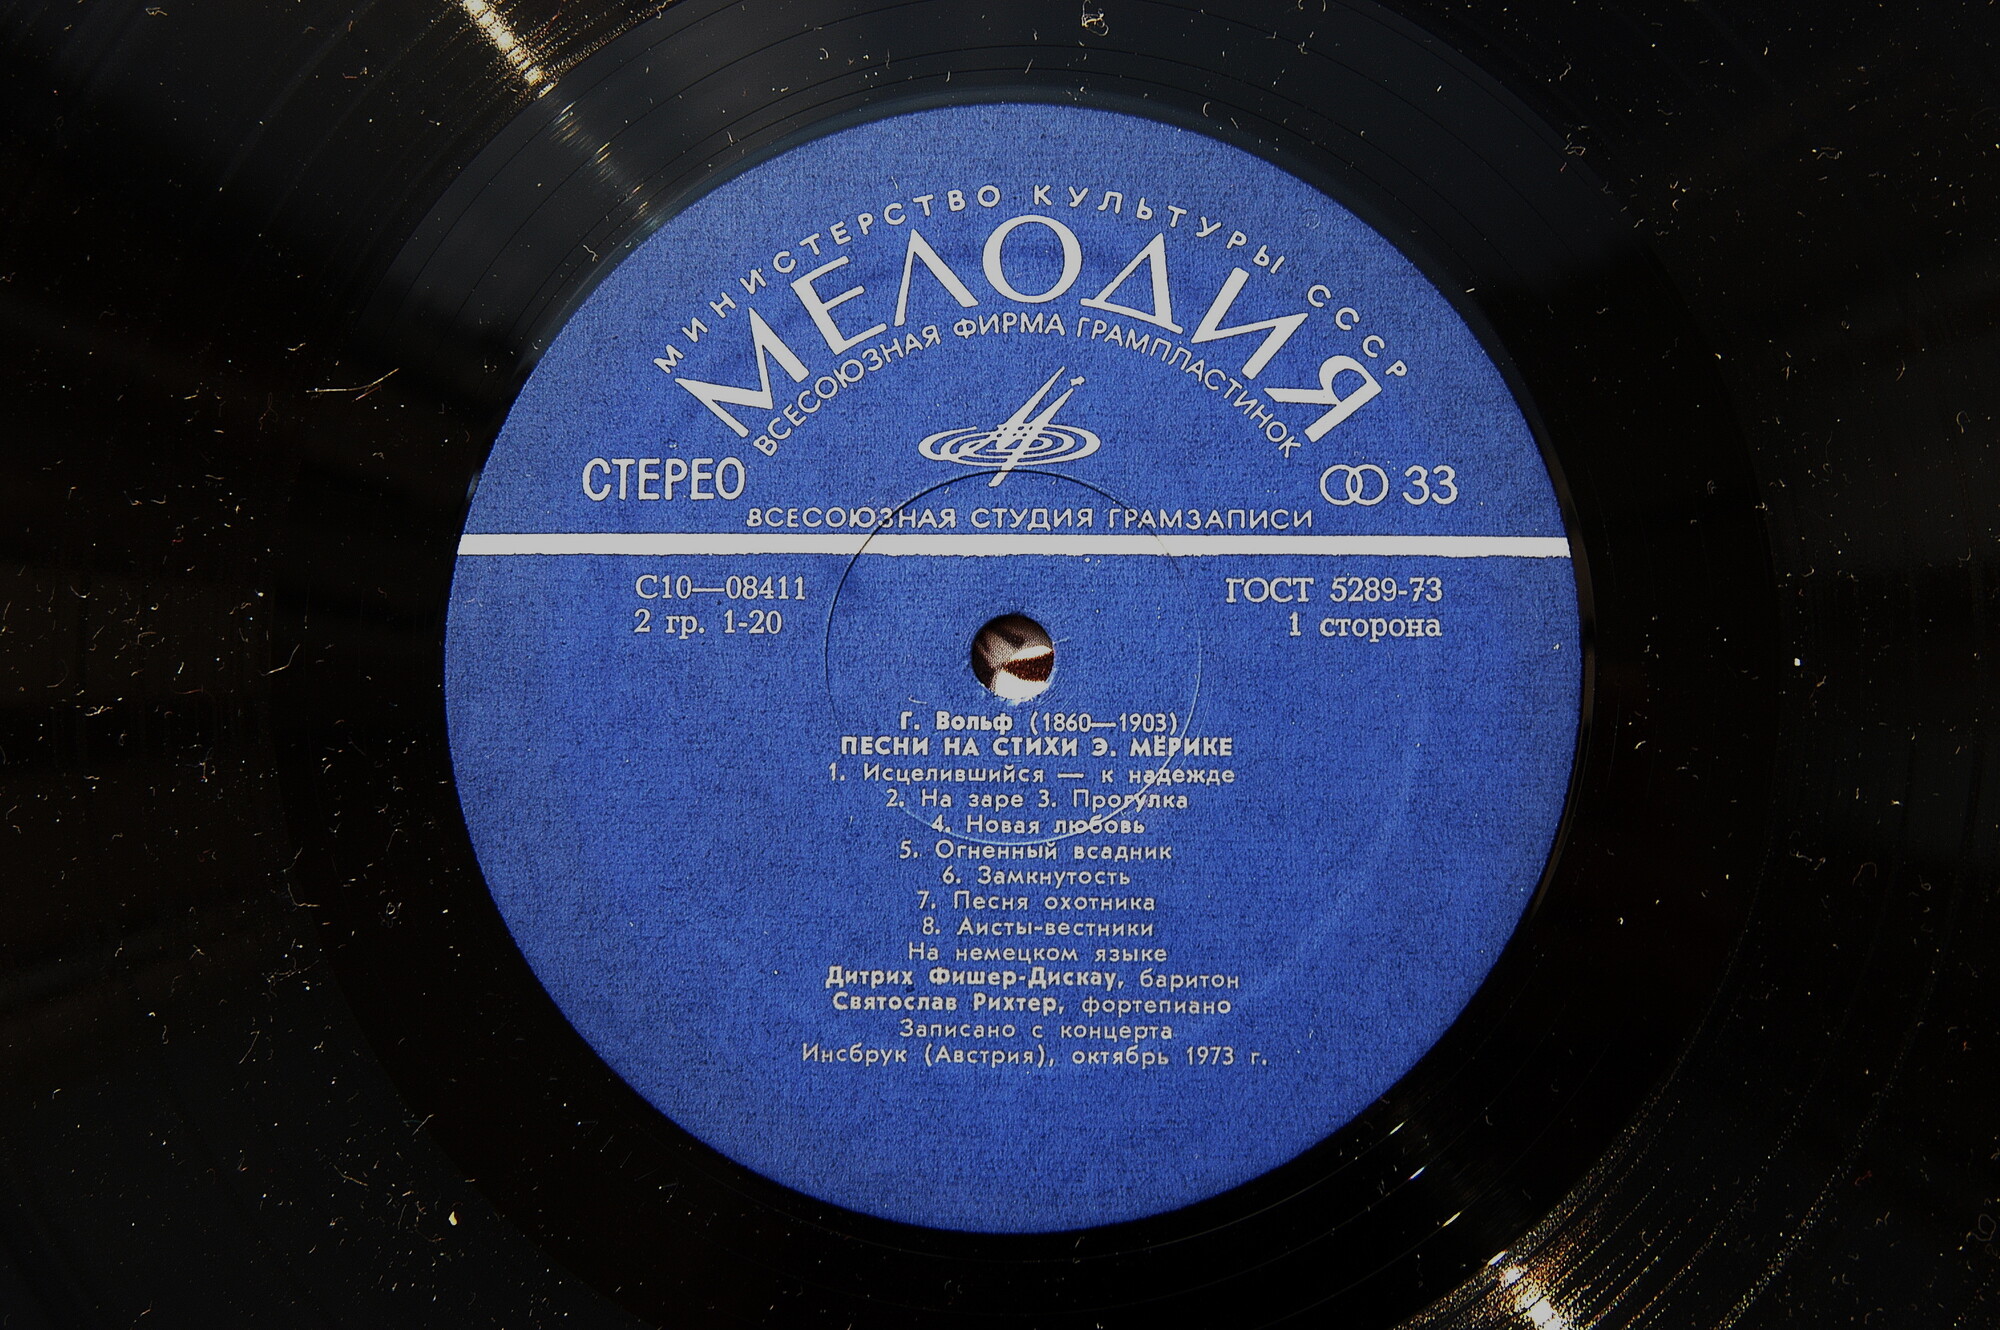 МИНИСТЕРСТВО КУЛЬТУРЫ СССР
МЕЛОДИЯ
ВСЕСОЮЗНАЯ ФИРМА ГРАМПЛАСТИНОК
СТЕРЕО
33
ВСЕСОЮЗНАЯ СТУДИЯ ГРАМЗАПИСИ
С10—08411
ГОСТ 5289-73
2 гр. 1-20
1 сторона
Г. Вольф (1860—1903)
ПЕСНИ НА СТИХИ Э. МЁРИКЕ
1. Исцелившийся — к надежде
2. На заре 3. Прогулка
4. Новая любовь
5. Огненный всадник
6. Замкнутость
7. Песня охотника
8. Аисты-вестники
На немецком языке
Дитрих Фишер-Дискау, баритон
Святослав Рихтер, фортепиано
Записано с концерта
Инсбрук (Австрия), октябрь 1973 г.